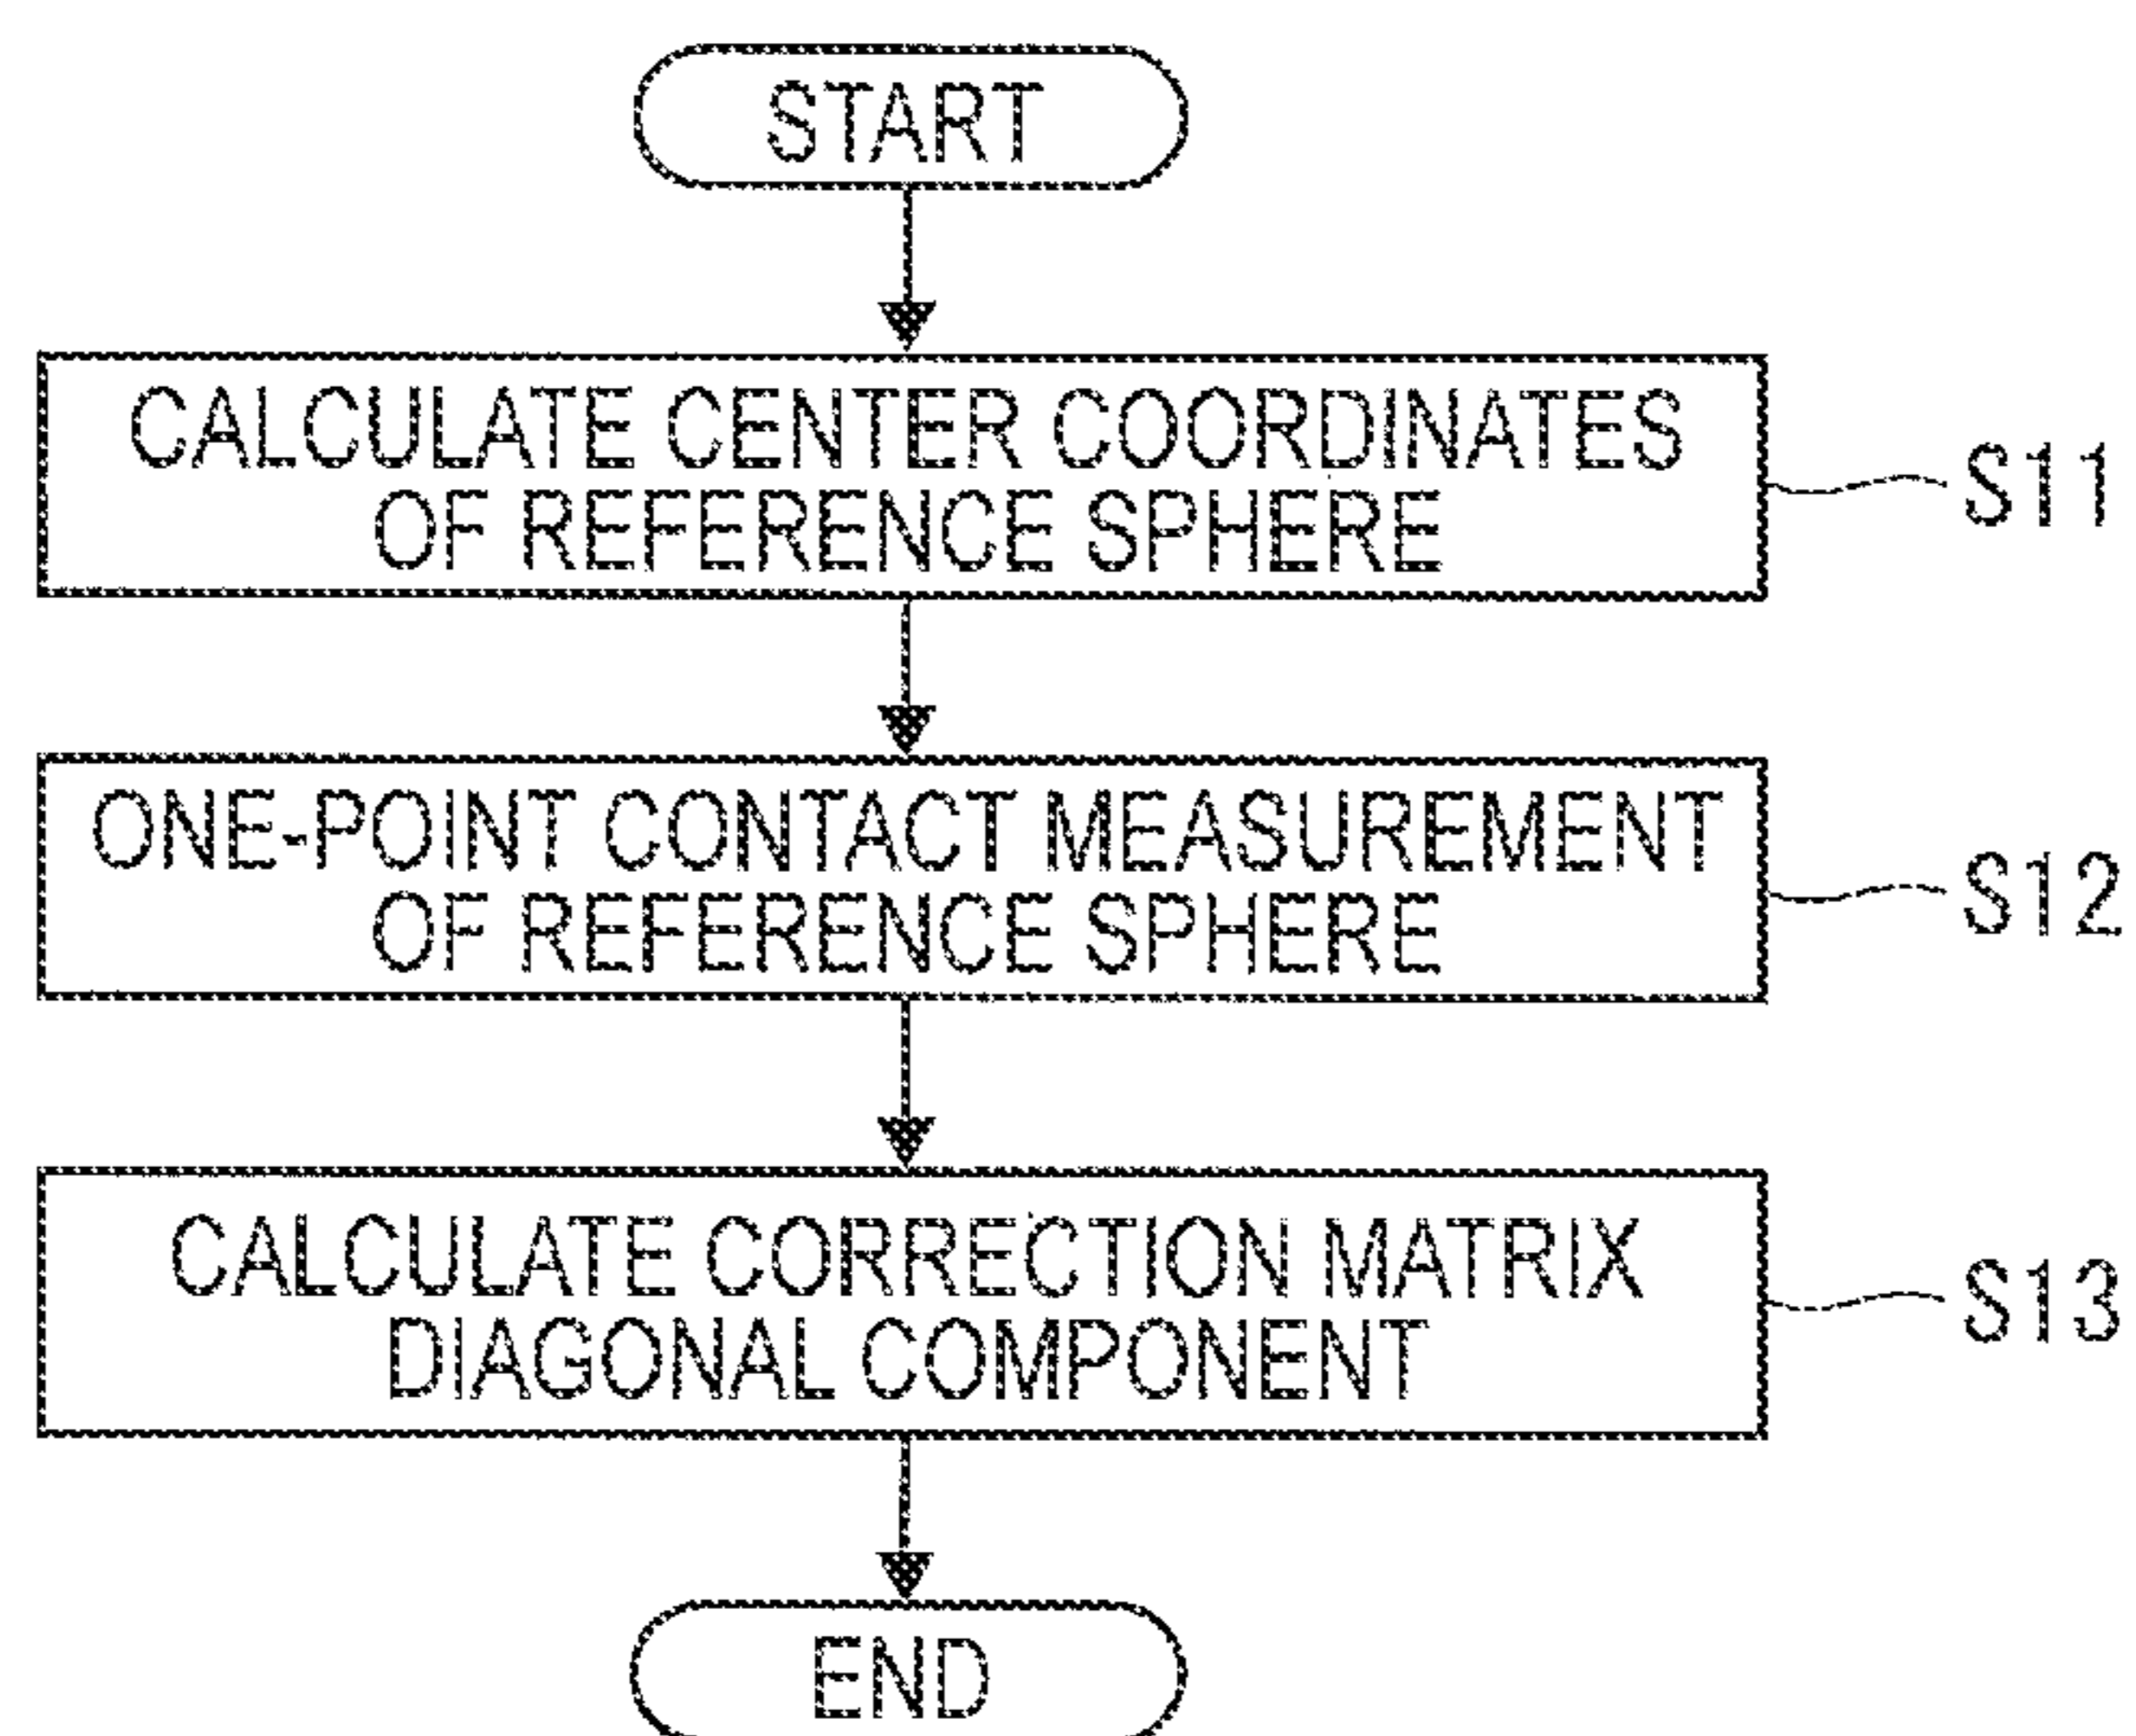 START
CALCULATE CENTER COORDINATES
OF REFERENCE SPHERE
S11
ONE-POINT CONTACT MEASUREMENT
OF REFERENCE SPHERE
S12
CALCULATE CORRECTION MATRIX
DIAGONAL COMPONENT
S13
END